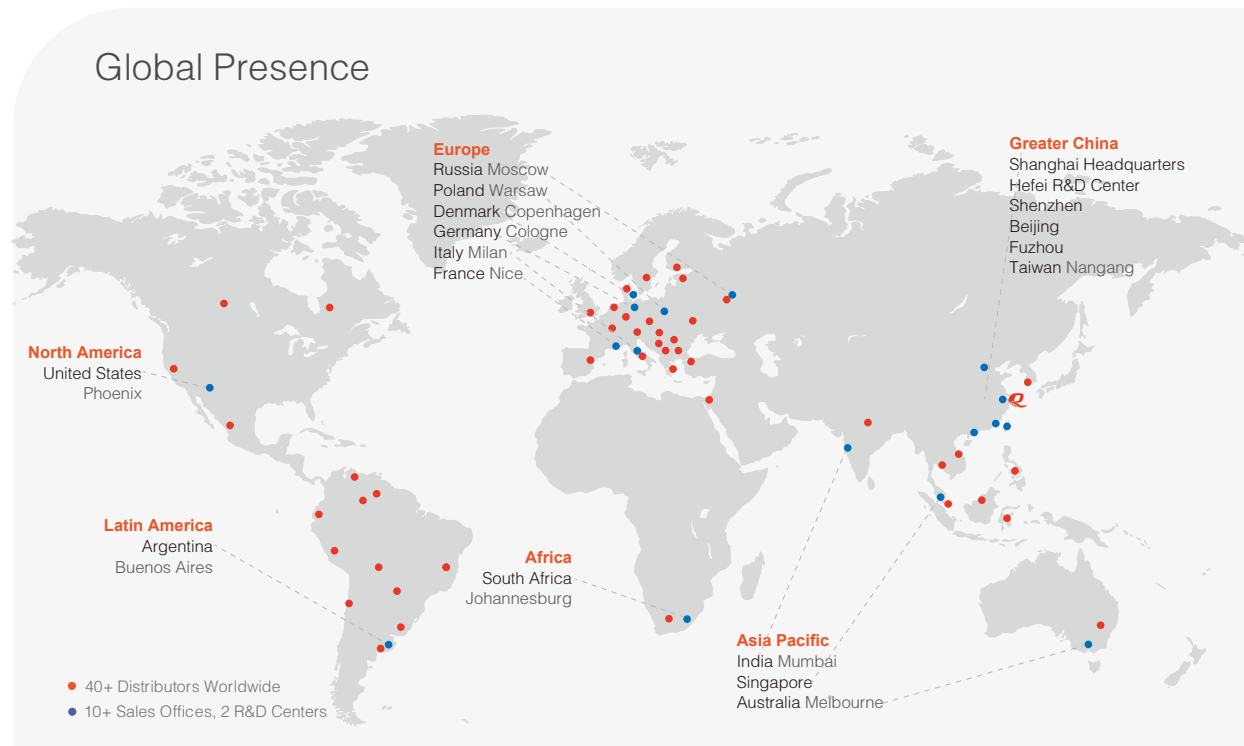 Global Presence
Europe
Russia Moscow
Poland Warsaw
Denmark Copenhagen
Germany Cologne
Italy Milan
France Nice
Greater China
Shanghai Headquarters
Hefei R&D Center
Shenzhen
Beijing
Fuzhou
Taiwan Nangang
North America
United States
Phoenix
Latin America
Argentina
Buenos Aires
Africa
South Africa
Johannesburg
Asia Pacific
India Mumbai
Singapore
Australia Melbourne
40+ Distributors Worldwide
10+ Sales Offices, 2 R&D Centers